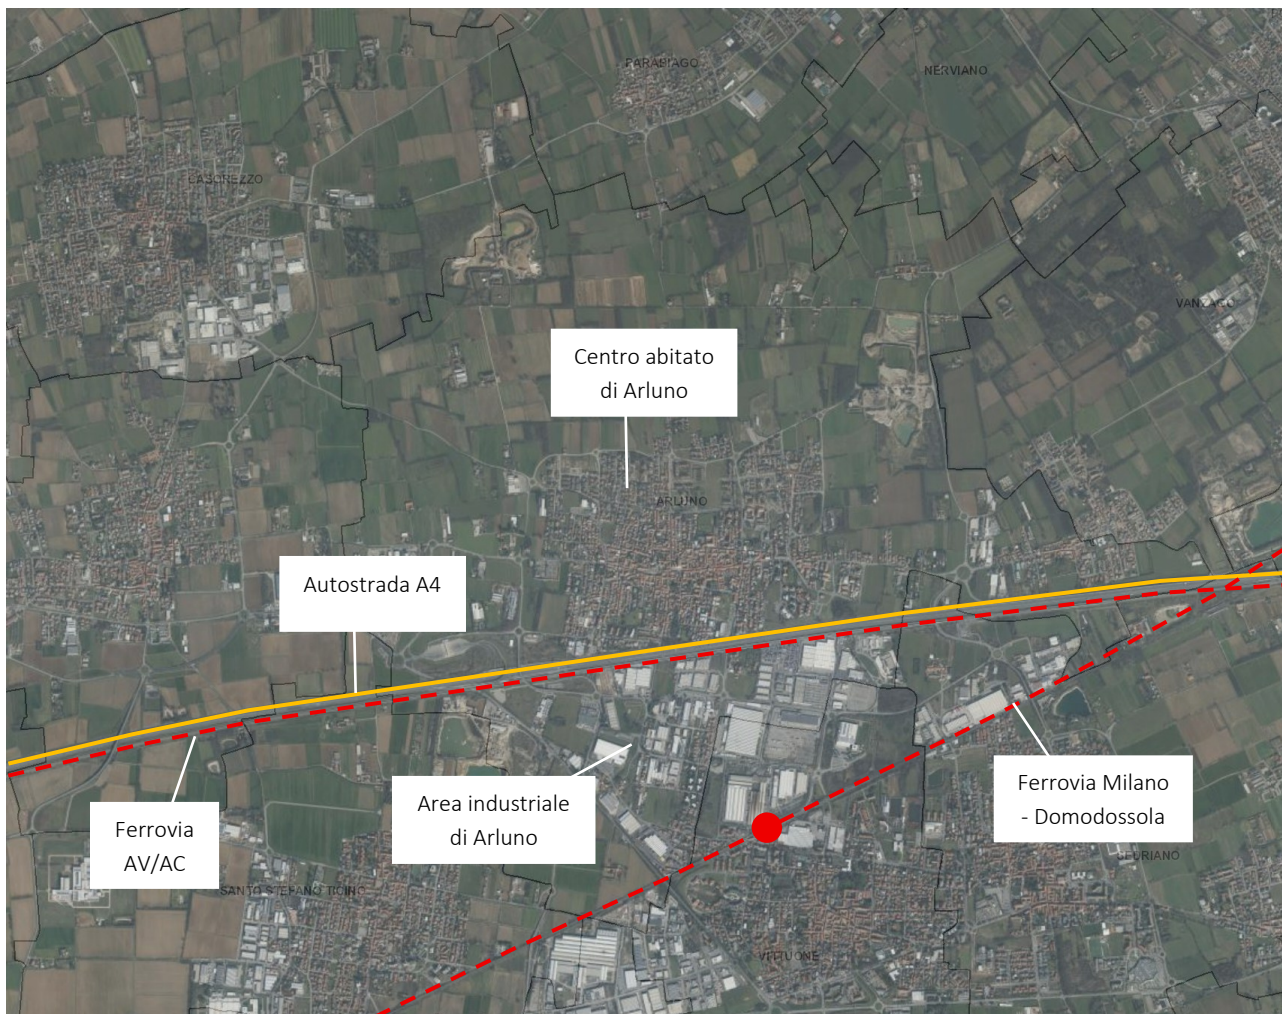 PARABIAGO
NERVIANO
CASOREZZO
VANZAGO
Centro abitato
di Arluno
ARLUNO
Autostrada A4
Ferrovia Milano
- Domodossola
Area industriale
di Arluno
Ferrovia
AV/AC
SEDRIANO
SANTO STEFANO TICINO
VITTUONE